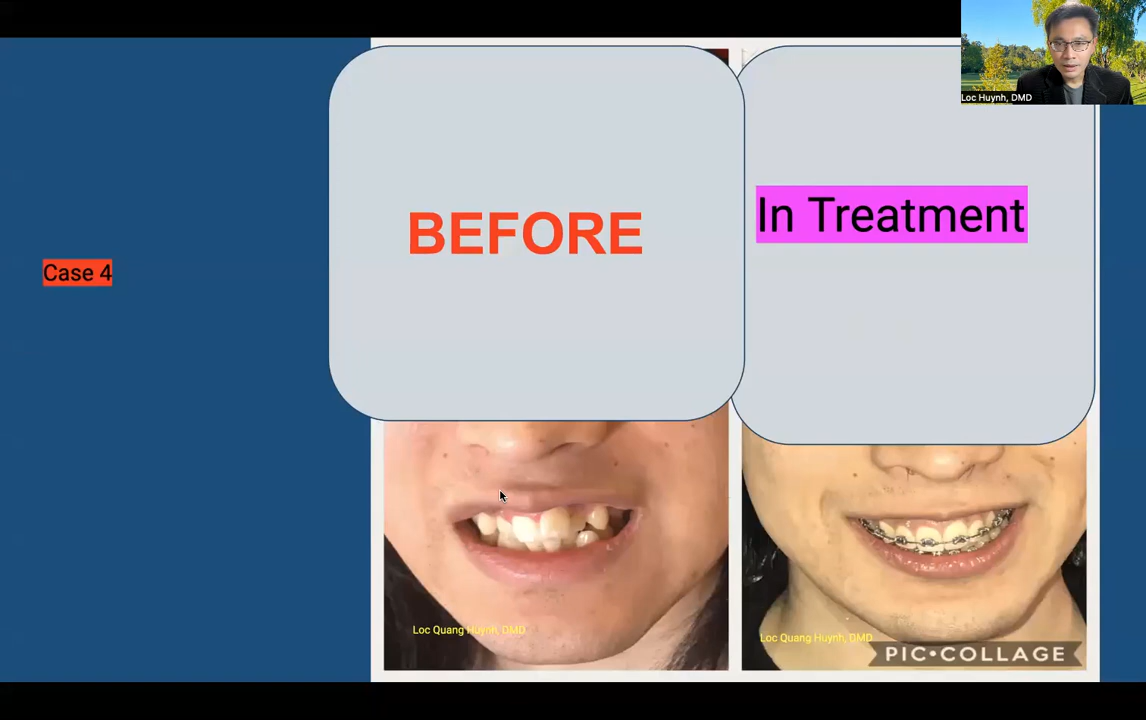 Loc Huynh, DMD
BEFORE
In Treatment
Case 4
Loc Quang Huynh, DMD
Loc Quang Huynh, DMD
PIC•COLLAGE